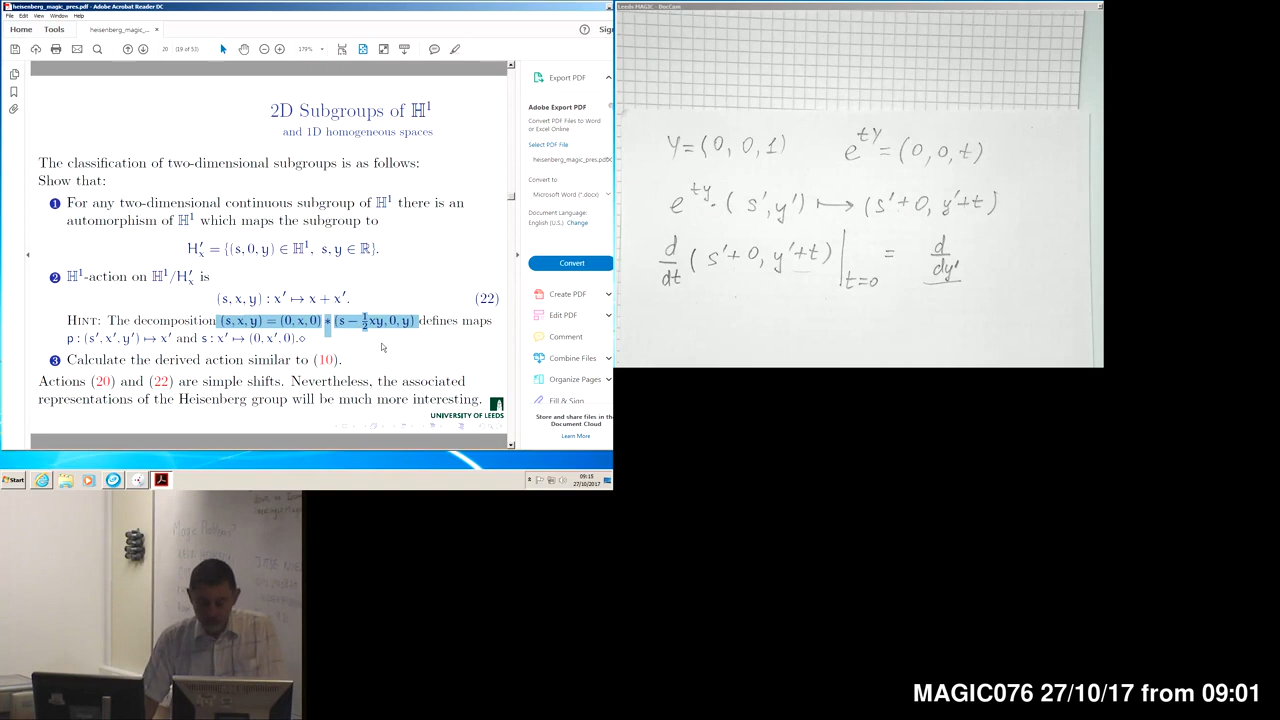 heisenberg_magic_pres.pdf - Adobe Acrobat Reader DC
File Edit View Window Help
Home Tools heisenberg_magic_... ×
20 (19 of 53) 179%
2D Subgroups of ℍ¹
and 1D homogeneous spaces
The classification of two-dimensional subgroups is as follows:
Show that:
1 For any two-dimensional continuous subgroup of ℍ¹ there is an
automorphism of ℍ¹ which maps the subgroup to
H′ₓ = {(s, 0, y) ∈ ℍ¹, s, y ∈ ℝ}.
2 ℍ¹-action on ℍ¹/H′ₓ is
(s, x, y) : x′ ↦ x + x′. (22)
HINT: The decomposition (s, x, y) = (0, x, 0) ∗ (s − ½xy, 0, y) defines maps
p : (s′, x′, y′) ↦ x′ and s : x′ ↦ (0, x′, 0).⋄
3 Calculate the derived action similar to (10).
Actions (20) and (22) are simple shifts. Nevertheless, the associated
representations of the Heisenberg group will be much more interesting.
UNIVERSITY OF LEEDS
Export PDF
Adobe Export PDF
Convert PDF Files to Word
or Excel Online
Select PDF File
heisenberg_magic_pres.pdf
Convert to
Microsoft Word (*.docx)
Document Language:
English (U.S.) Change
Convert
Create PDF
Edit PDF
Comment
Combine Files
Organize Pages
Fill & Sign
Store and share files in the
Document Cloud
Learn More
Start
09:15
27/10/2017
Leeds MAGIC - DocCam
Y=(0, 0, 1) e^{tY}=(0, 0, t)
e^{ty}·(s′, y′) ↦ (s′+0, y′+t)
d/dt (s′+0, y′+t)|_{t=0} = d/dy′
Magic Problem?
MAGIC076 27/10/17 from 09:01